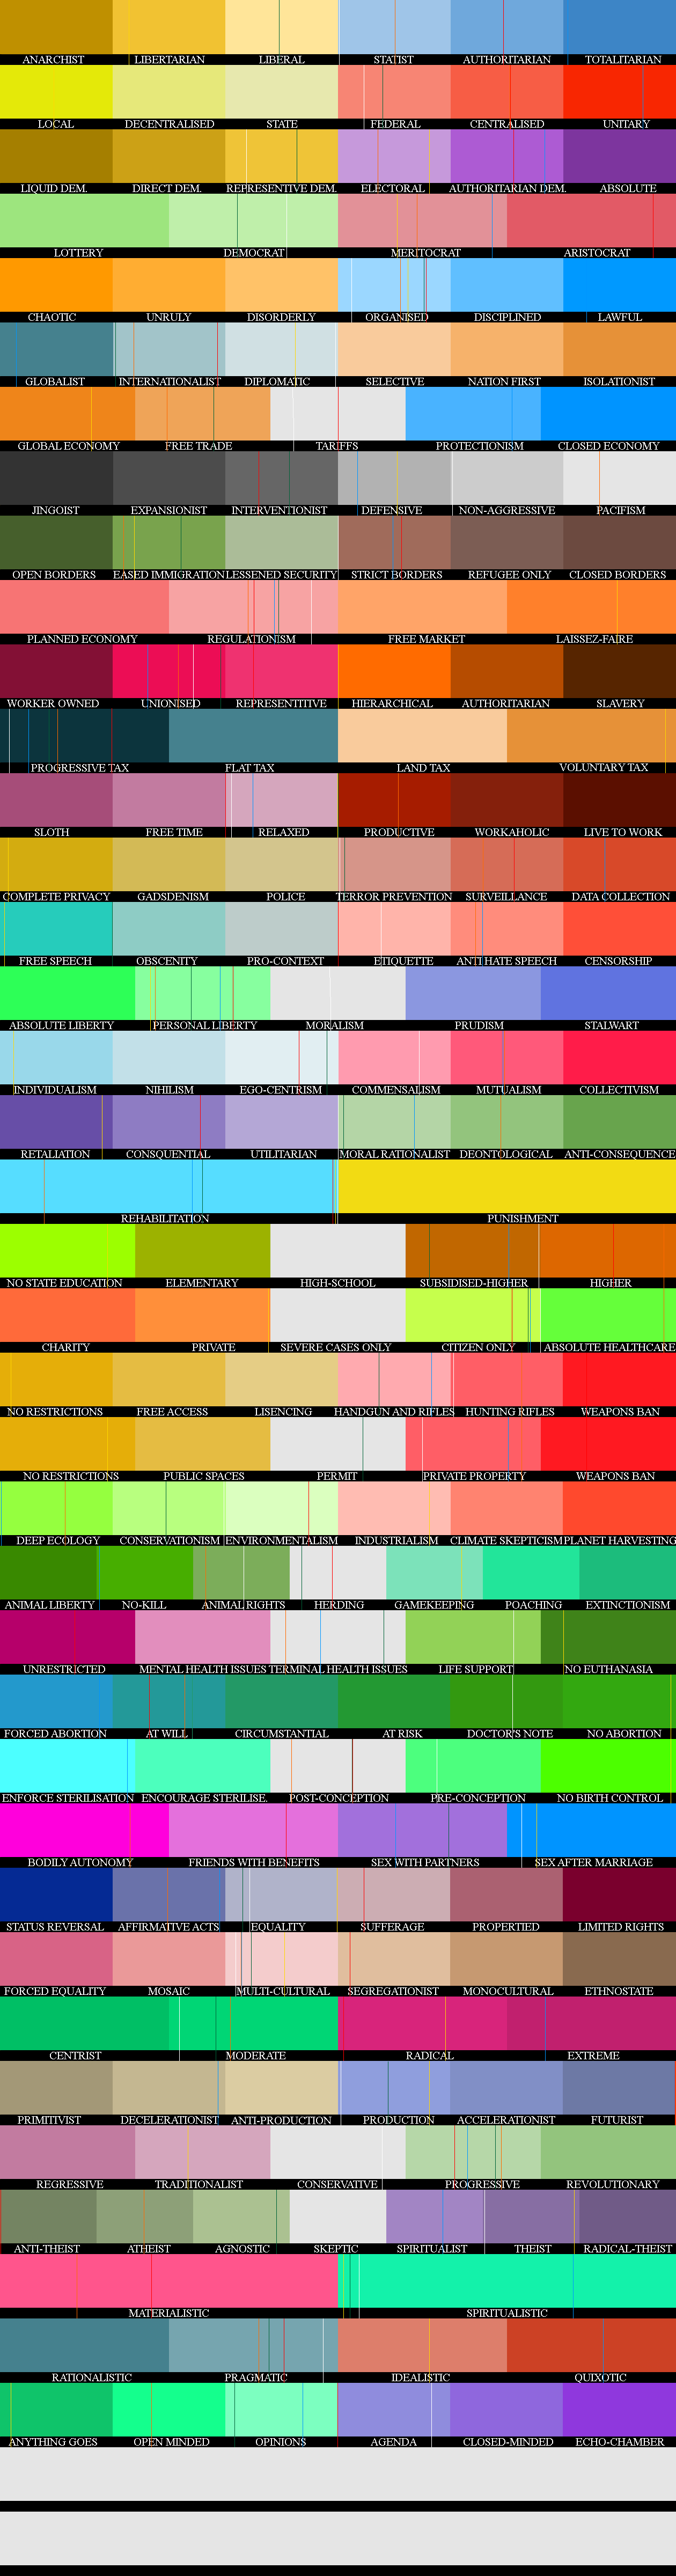 ANARCHIST LIBERTARIAN LIBERAL STATIST AUTHORITARIAN TOTALITARIAN
LOCAL DECENTRALISED STATE FEDERAL CENTRALISED UNITARY
LIQUID DEM. DIRECT DEM. REPRESENTIVE DEM. ELECTORAL AUTHORITARIAN DEM. ABSOLUTE
LOTTERY DEMOCRAT MERITOCRAT ARISTOCRAT
CHAOTIC UNRULY DISORDERLY ORGANISED DISCIPLINED LAWFUL
GLOBALIST INTERNATIONALIST DIPLOMATIC SELECTIVE NATION FIRST ISOLATIONIST
GLOBAL ECONOMY FREE TRADE TARIFFS PROTECTIONISM CLOSED ECONOMY
JINGOIST EXPANSIONIST INTERVENTIONIST DEFENSIVE NON-AGGRESSIVE PACIFISM
OPEN BORDERS EASED IMMIGRATION LESSENED SECURITY STRICT BORDERS REFUGEE ONLY CLOSED BORDERS
PLANNED ECONOMY REGULATIONISM FREE MARKET LAISSEZ-FAIRE
WORKER OWNED UNIONISED REPRESENTITIVE HIERARCHICAL AUTHORITARIAN SLAVERY
PROGRESSIVE TAX FLAT TAX LAND TAX VOLUNTARY TAX
SLOTH FREE TIME RELAXED PRODUCTIVE WORKAHOLIC LIVE TO WORK
COMPLETE PRIVACY GADSDENISM POLICE TERROR PREVENTION SURVEILLANCE DATA COLLECTION
FREE SPEECH OBSCENITY PRO-CONTEXT ETIQUETTE ANTI HATE SPEECH CENSORSHIP
ABSOLUTE LIBERTY PERSONAL LIBERTY MORALISM PRUDISM STALWART
INDIVIDUALISM NIHILISM EGO-CENTRISM COMMENSALISM MUTUALISM COLLECTIVISM
RETALIATION CONSQUENTIAL UTILITARIAN MORAL RATIONALIST DEONTOLOGICAL ANTI-CONSEQUENCE
REHABILITATION PUNISHMENT
NO STATE EDUCATION ELEMENTARY HIGH-SCHOOL SUBSIDISED-HIGHER HIGHER
CHARITY PRIVATE SEVERE CASES ONLY CITIZEN ONLY ABSOLUTE HEALTHCARE
NO RESTRICTIONS FREE ACCESS LISENCING HANDGUN AND RIFLES HUNTING RIFLES WEAPONS BAN
NO RESTRICTIONS PUBLIC SPACES PERMIT PRIVATE PROPERTY WEAPONS BAN
DEEP ECOLOGY CONSERVATIONISM ENVIRONMENTALISM INDUSTRIALISM CLIMATE SKEPTICISM PLANET HARVESTING
ANIMAL LIBERTY NO-KILL ANIMAL RIGHTS HERDING GAMEKEEPING POACHING EXTINCTIONISM
UNRESTRICTED MENTAL HEALTH ISSUES TERMINAL HEALTH ISSUES LIFE SUPPORT NO EUTHANASIA
FORCED ABORTION AT WILL CIRCUMSTANTIAL AT RISK DOCTOR'S NOTE NO ABORTION
ENFORCE STERILISATION ENCOURAGE STERILISE. POST-CONCEPTION PRE-CONCEPTION NO BIRTH CONTROL
BODILY AUTONOMY FRIENDS WITH BENEFITS SEX WITH PARTNERS SEX AFTER MARRIAGE
STATUS REVERSAL AFFIRMATIVE ACTS EQUALITY SUFFERAGE PROPERTIED LIMITED RIGHTS
FORCED EQUALITY MOSAIC MULTI-CULTURAL SEGREGATIONIST MONOCULTURAL ETHNOSTATE
CENTRIST MODERATE RADICAL EXTREME
PRIMITIVIST DECELERATIONIST ANTI-PRODUCTION PRODUCTION ACCELERATIONIST FUTURIST
REGRESSIVE TRADITIONALIST CONSERVATIVE PROGRESSIVE REVOLUTIONARY
ANTI-THEIST ATHEIST AGNOSTIC SKEPTIC SPIRITUALIST THEIST RADICAL-THEIST
MATERIALISTIC SPIRITUALISTIC
RATIONALISTIC PRAGMATIC IDEALISTIC QUIXOTIC
ANYTHING GOES OPEN MINDED OPINIONS AGENDA CLOSED-MINDED ECHO-CHAMBER